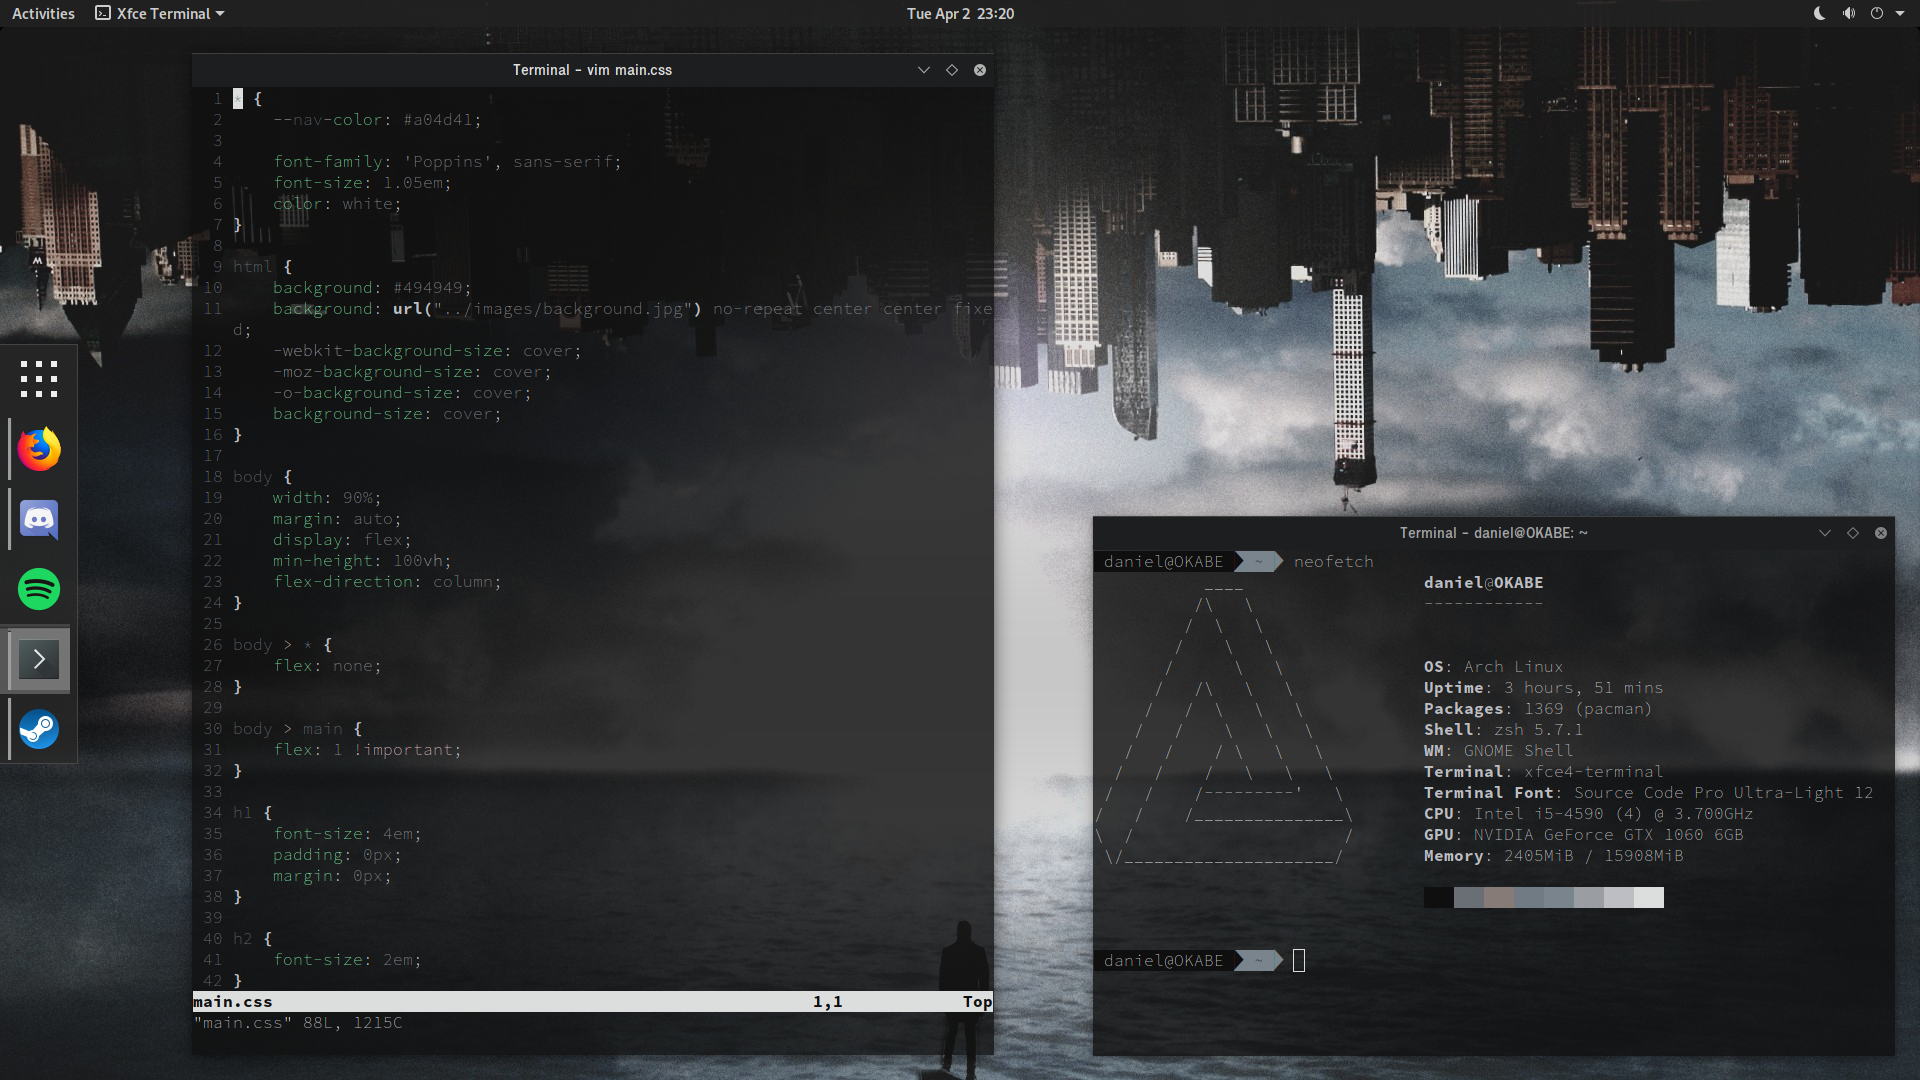 Activities Xfce Terminal Tue Apr 2 23:20
Terminal - vim main.css
1 * {
2     --nav-color: #a04d41;
3
4     font-family: 'Poppins', sans-serif;
5     font-size: 1.05em;
6     color: white;
7 }
8
9 html {
10     background: #494949;
11     background: url("../images/background.jpg") no-repeat center center fixe
d;
12     -webkit-background-size: cover;
13     -moz-background-size: cover;
14     -o-background-size: cover;
15     background-size: cover;
16 }
17
18 body {
19     width: 90%;
20     margin: auto;
21     display: flex;
22     min-height: 100vh;
23     flex-direction: column;
24 }
25
26 body > * {
27     flex: none;
28 }
29
30 body > main {
31     flex: 1 !important;
32 }
33
34 h1 {
35     font-size: 4em;
36     padding: 0px;
37     margin: 0px;
38 }
39
40 h2 {
41     font-size: 2em;
42 }
main.css 1,1 Top
"main.css" 88L, 1215C
Terminal - daniel@OKABE: ~
daniel@OKABE ~ neofetch
daniel@OKABE
------------
OS: Arch Linux
Uptime: 3 hours, 51 mins
Packages: 1369 (pacman)
Shell: zsh 5.7.1
WM: GNOME Shell
Terminal: xfce4-terminal
Terminal Font: Source Code Pro Ultra-Light 12
CPU: Intel i5-4590 (4) @ 3.700GHz
GPU: NVIDIA GeForce GTX 1060 6GB
Memory: 2405MiB / 15908MiB
daniel@OKABE ~